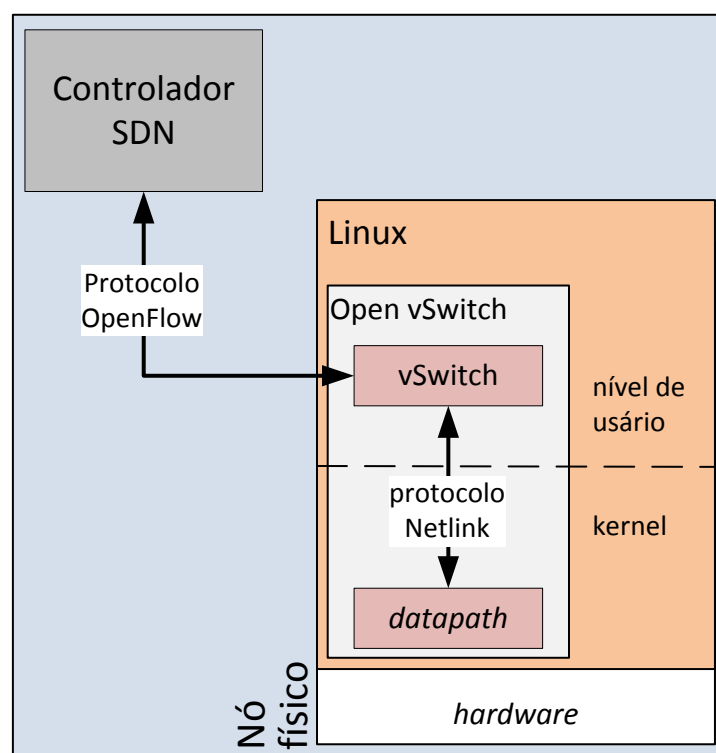 Controlador
SDN
Linux
Protocolo
OpenFlow
Open vSwitch
vSwitch
nível de
usário
protocolo
Netlink
kernel
datapath
Nó
físico
hardware